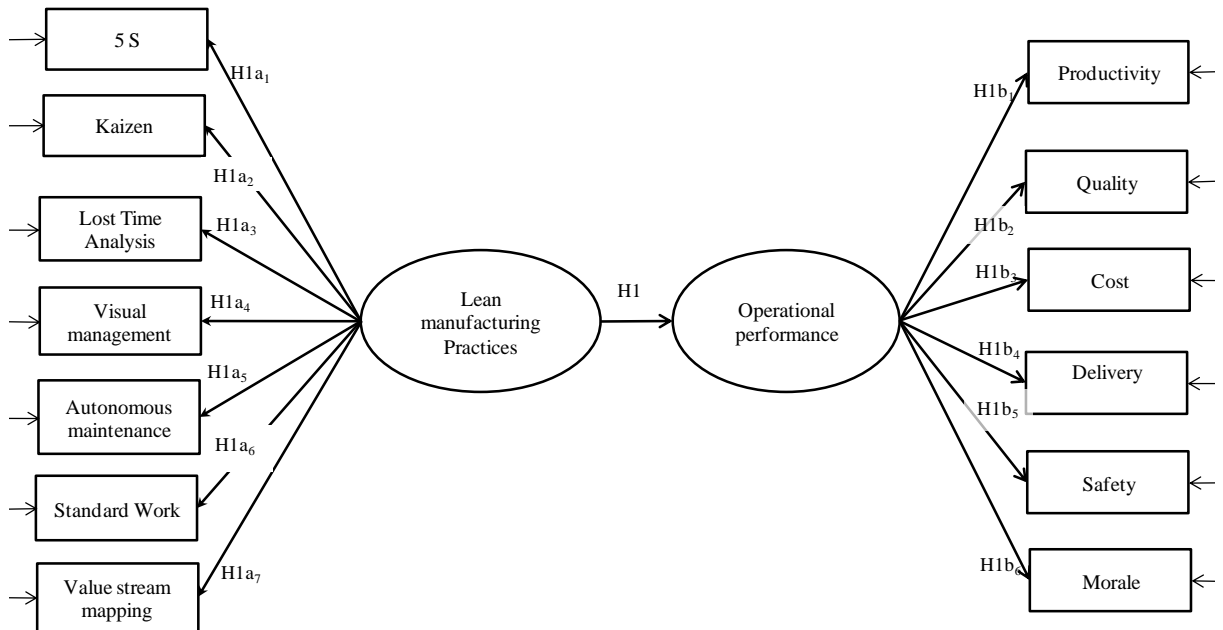 5 S
H1a₁
Kaizen
H1a₂
Lost Time
Analysis
H1a₃
Visual
management
H1a₄
Autonomous
maintenance
H1a₅
H1a₆
Standard Work
Value stream
mapping
H1a₇
Lean
manufacturing
Practices
H1
Operational
performance
Productivity
H1b₁
Quality
H1b₂
H1b₃
Cost
H1b₄
Delivery
H1b₅
Safety
H1b₆
Morale